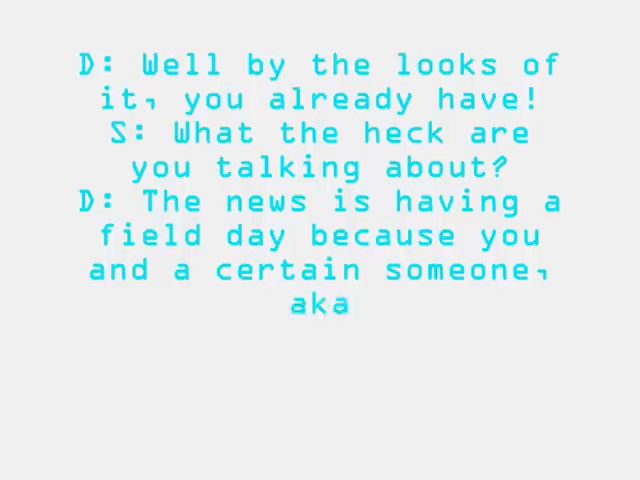 D: Well by the looks of
it, you already have!
S: What the heck are
you talking about?
D: The news is having a
field day because you
and a certain someone,
aka